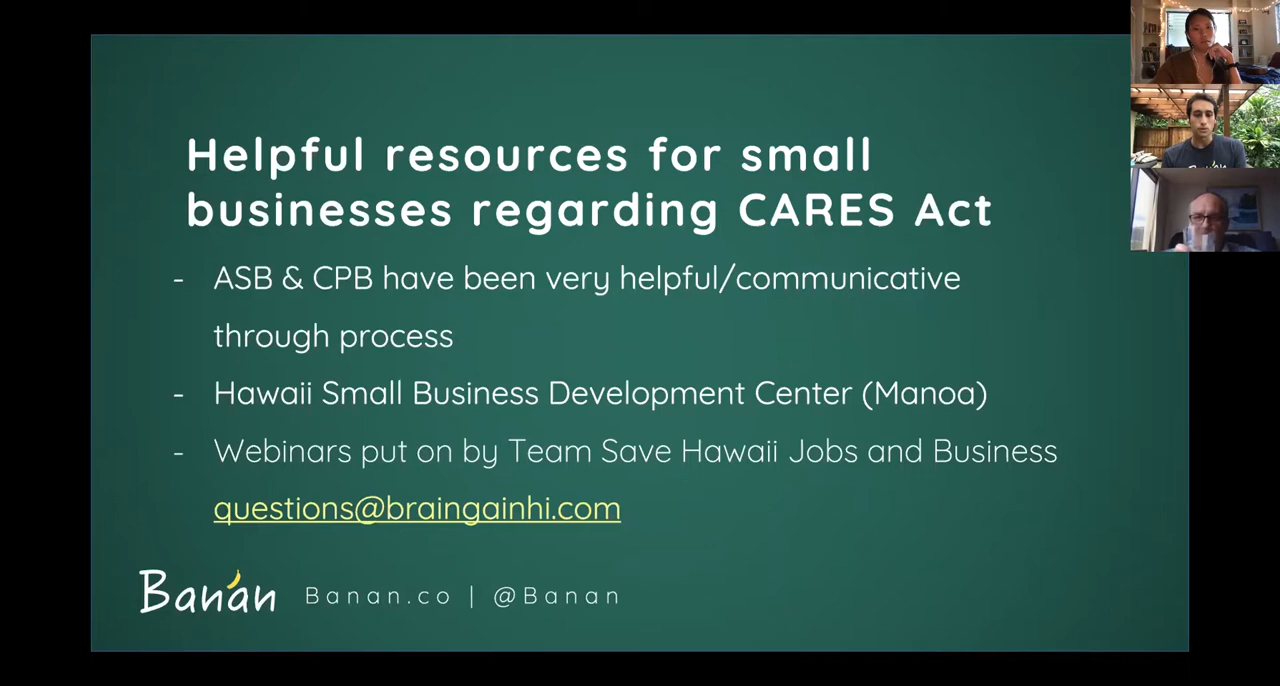 Helpful resources for small
businesses regarding CARES Act
- ASB & CPB have been very helpful/communicative
through process
- Hawaii Small Business Development Center (Manoa)
- Webinars put on by Team Save Hawaii Jobs and Business
questions@braingainhi.com
Banán Banan.co | @Banan